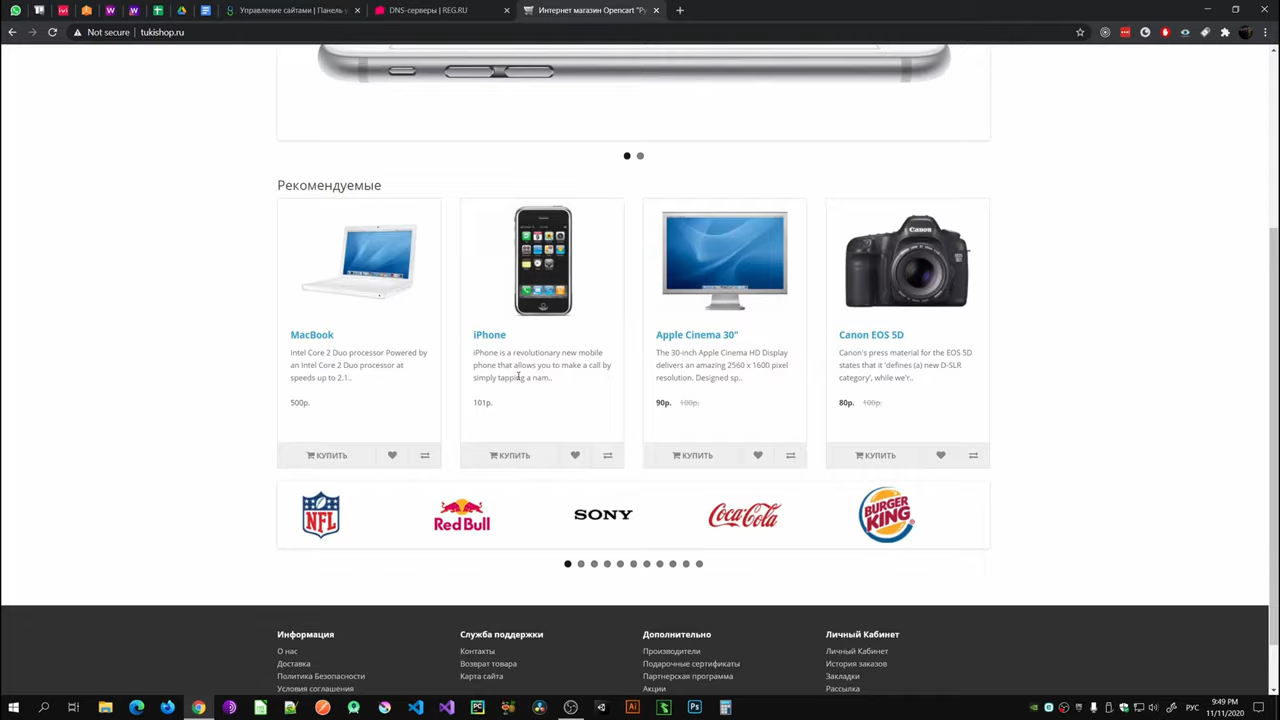 Управление сайтами / Панель у
DNS-серверы | REG.RU
Интернет магазин Opencart "Ру
Not secure | tukishop.ru
Рекомендуемые
MacBook
Intel Core 2 Duo processor Powered by
an Intel Core 2 Duo processor at
speeds up to 2.1..
500р.
КУПИТЬ
iPhone
iPhone is a revolutionary new mobile
phone that allows you to make a call by
simply tapping a nam..
101р.
КУПИТЬ
Apple Cinema 30"
The 30-inch Apple Cinema HD Display
delivers an amazing 2560 x 1600 pixel
resolution. Designed sp..
90р. 100р.
КУПИТЬ
Canon
Canon EOS 5D
Canon's press material for the EOS 5D
states that it 'defines (a) new D-SLR
category', while we'r..
80р. 100р.
КУПИТЬ
NFL
Red Bull
SONY
Coca-Cola
BURGER
KING
Информация
О нас
Доставка
Политика Безопасности
Условия соглашения
Служба поддержки
Контакты
Возврат товара
Карта сайта
Дополнительно
Производители
Подарочные сертификаты
Партнерская программа
Акции
Личный Кабинет
Личный Кабинет
История заказов
Закладки
Рассылка
РУС
9:49 PM
11/11/2020